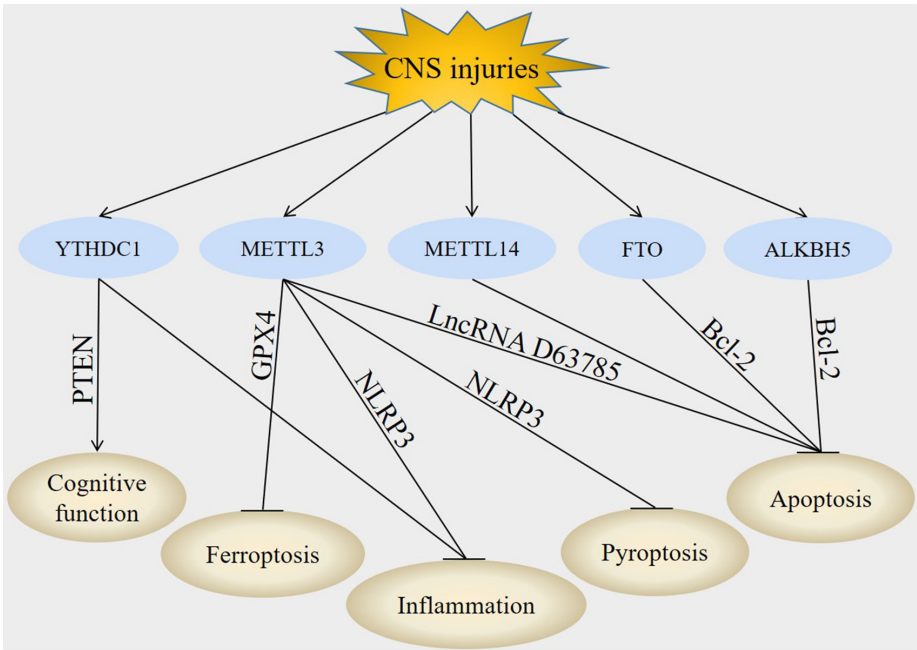 CNS injuries
YTHDC1
METTL3
METTL14
FTO
ALKBH5
PTEN
GPX4
NLRP3
LncRNA D63785
NLRP3
Bcl-2
Bcl-2
Cognitive
function
Ferroptosis
Inflammation
Pyroptosis
Apoptosis